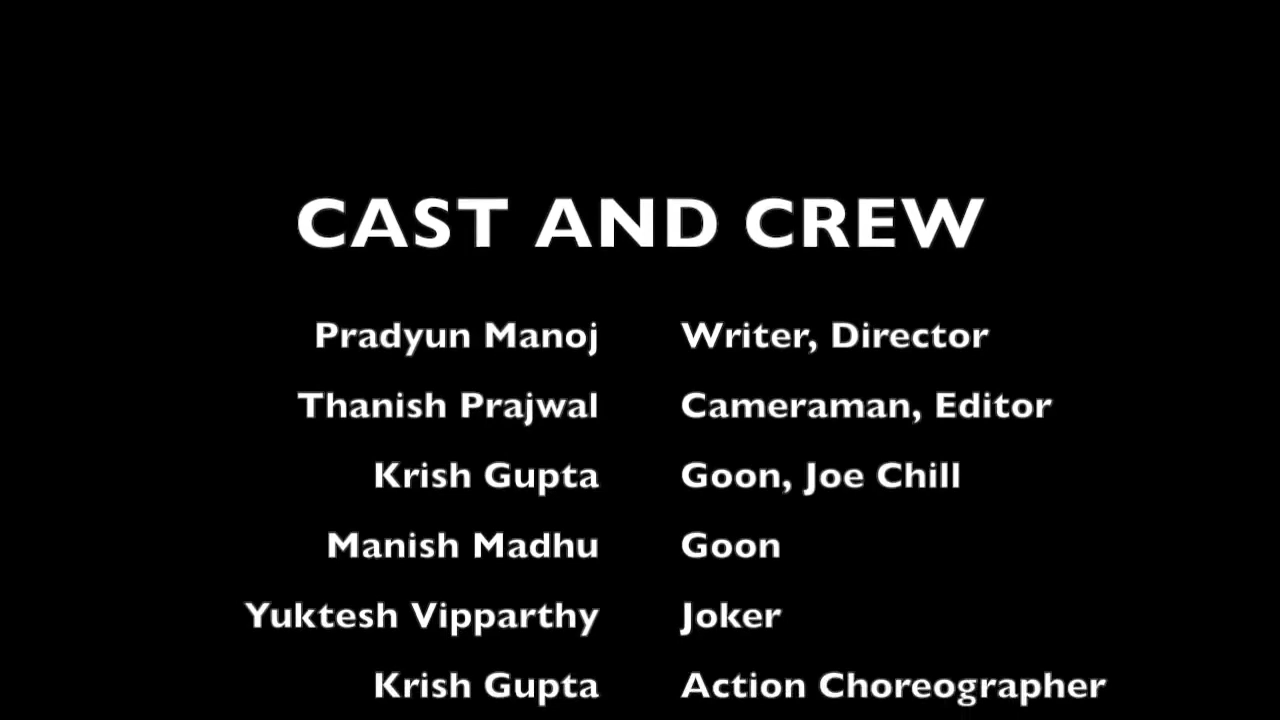 CAST AND CREW
Pradyun Manoj Writer, Director
Thanish Prajwal Cameraman, Editor
Krish Gupta Goon, Joe Chill
Manish Madhu Goon
Yuktesh Vipparthy Joker
Krish Gupta Action Choreographer